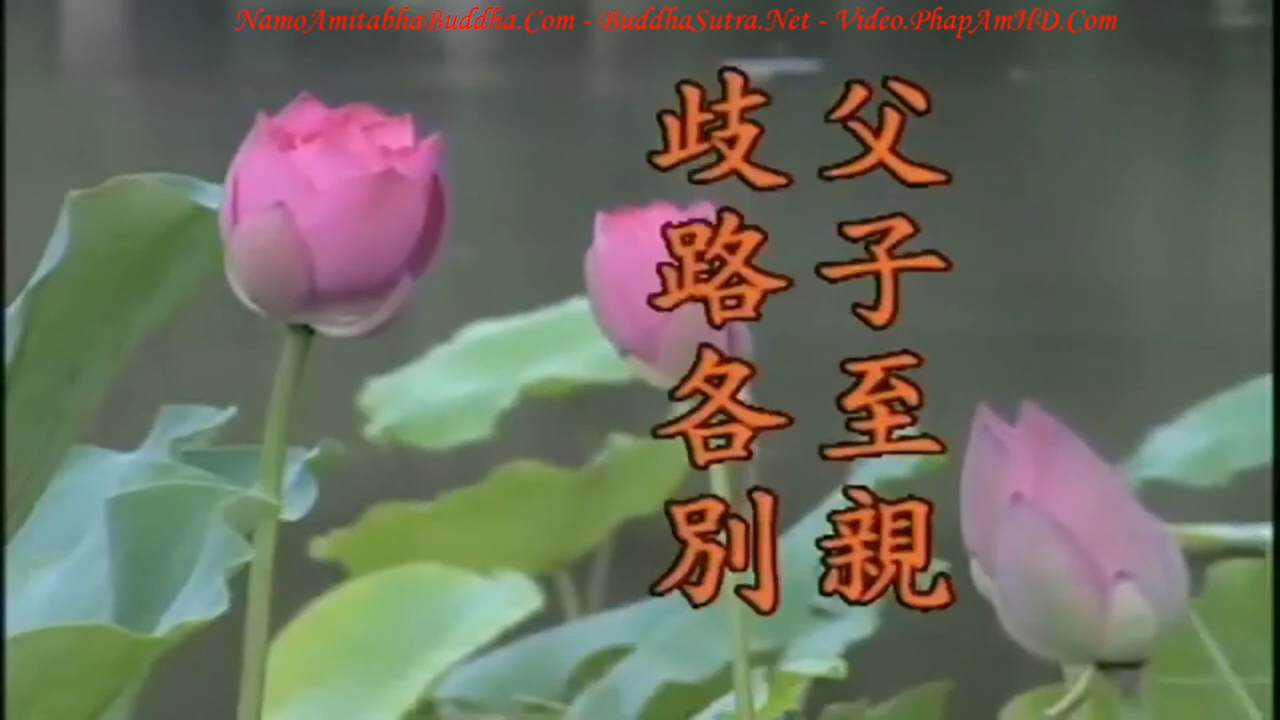 NamoAmitabhaBuddha.Com - BuddhaSutra.Net - Video.PhapAmHD.Com
父子至親
歧路各別